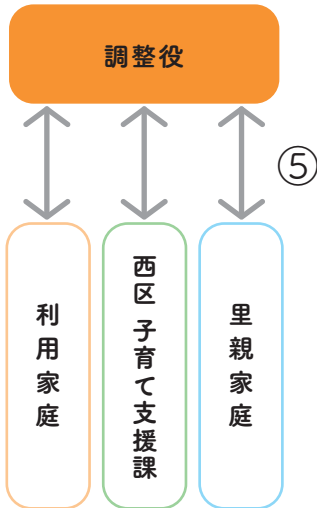 調整役
⑤
利用家庭
西区 子育て支援課
里親家庭